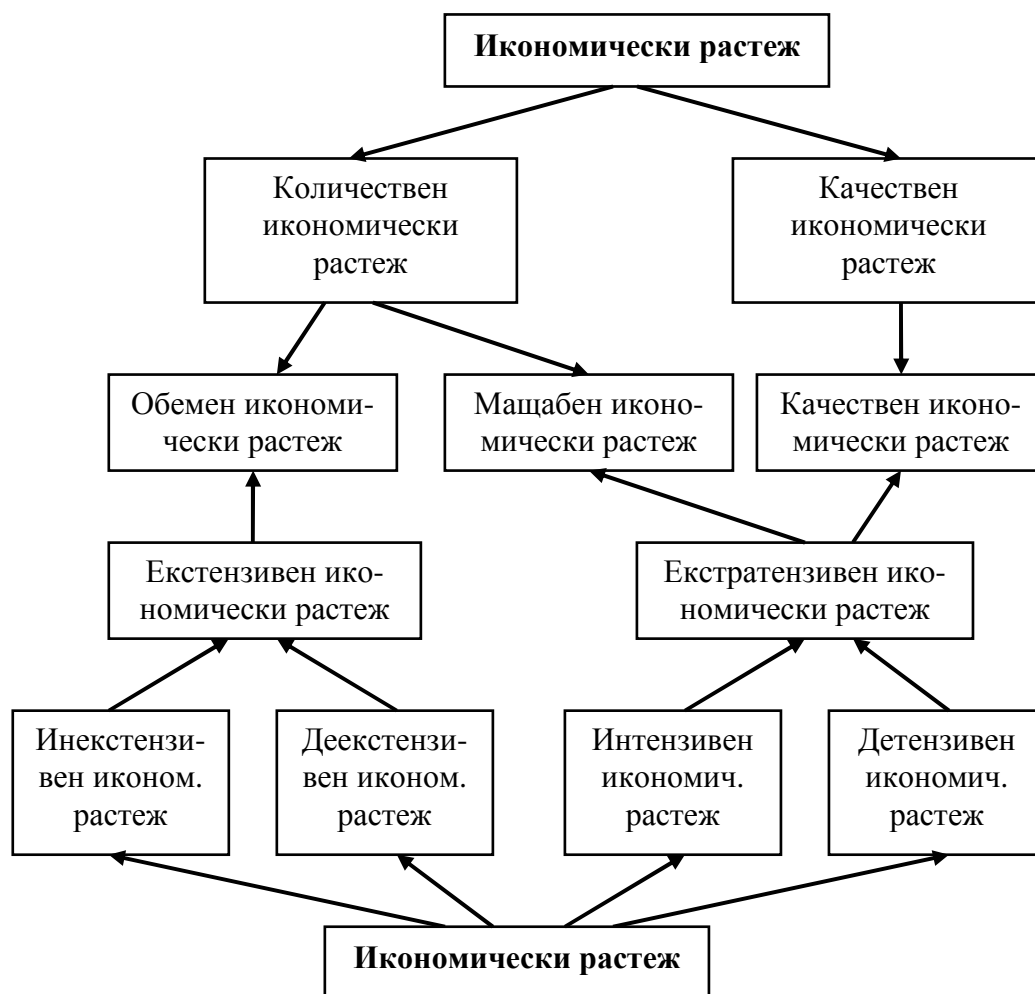 Икономически растеж
Количествен
икономически
растеж
Качествен
икономически
растеж
Обемен икономи-
чески растеж
Мащабен иконо-
мически растеж
Качествен иконо-
мически растеж
Екстензивен ико-
номически растеж
Екстратензивен ико-
номически растеж
Инекстензи-
вен иконом.
растеж
Деекстензи-
вен иконом.
растеж
Интензивен
икономич.
растеж
Детензивен
икономич.
растеж
Икономически растеж